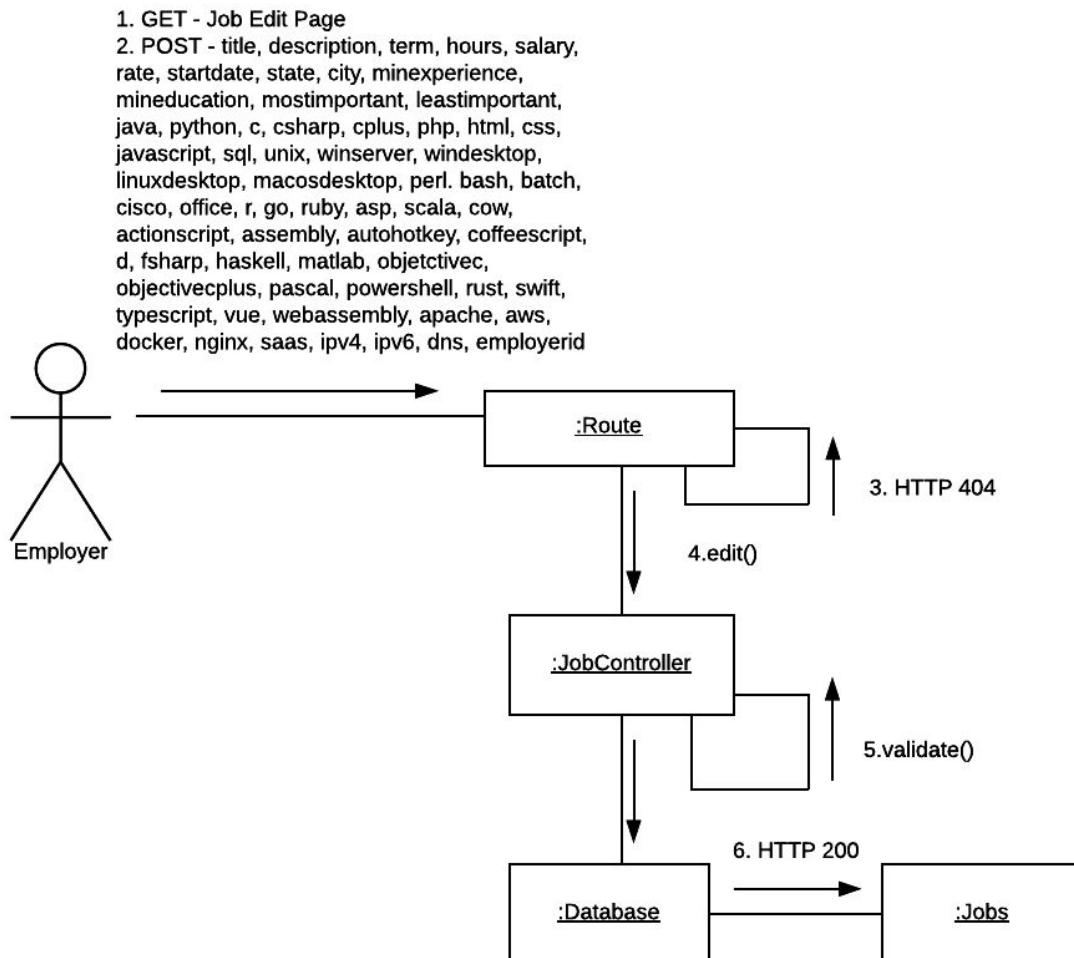 1. GET - Job Edit Page
2. POST - title, description, term, hours, salary,
rate, startdate, state, city, minexperience,
mineducation, mostimportant, leastimportant,
java, python, c, csharp, cplus, php, html, css,
javascript, sql, unix, winserver, windesktop,
linuxdesktop, macosdesktop, perl. bash, batch,
cisco, office, r, go, ruby, asp, scala, cow,
actionscript, assembly, autohotkey, coffeescript,
d, fsharp, haskell, matlab, objetctivec,
objectivecplus, pascal, powershell, rust, swift,
typescript, vue, webassembly, apache, aws,
docker, nginx, saas, ipv4, ipv6, dns, employerid
:Route
3. HTTP 404
Employer
4.edit()
:JobController
5.validate()
6. HTTP 200
:Database
:Jobs